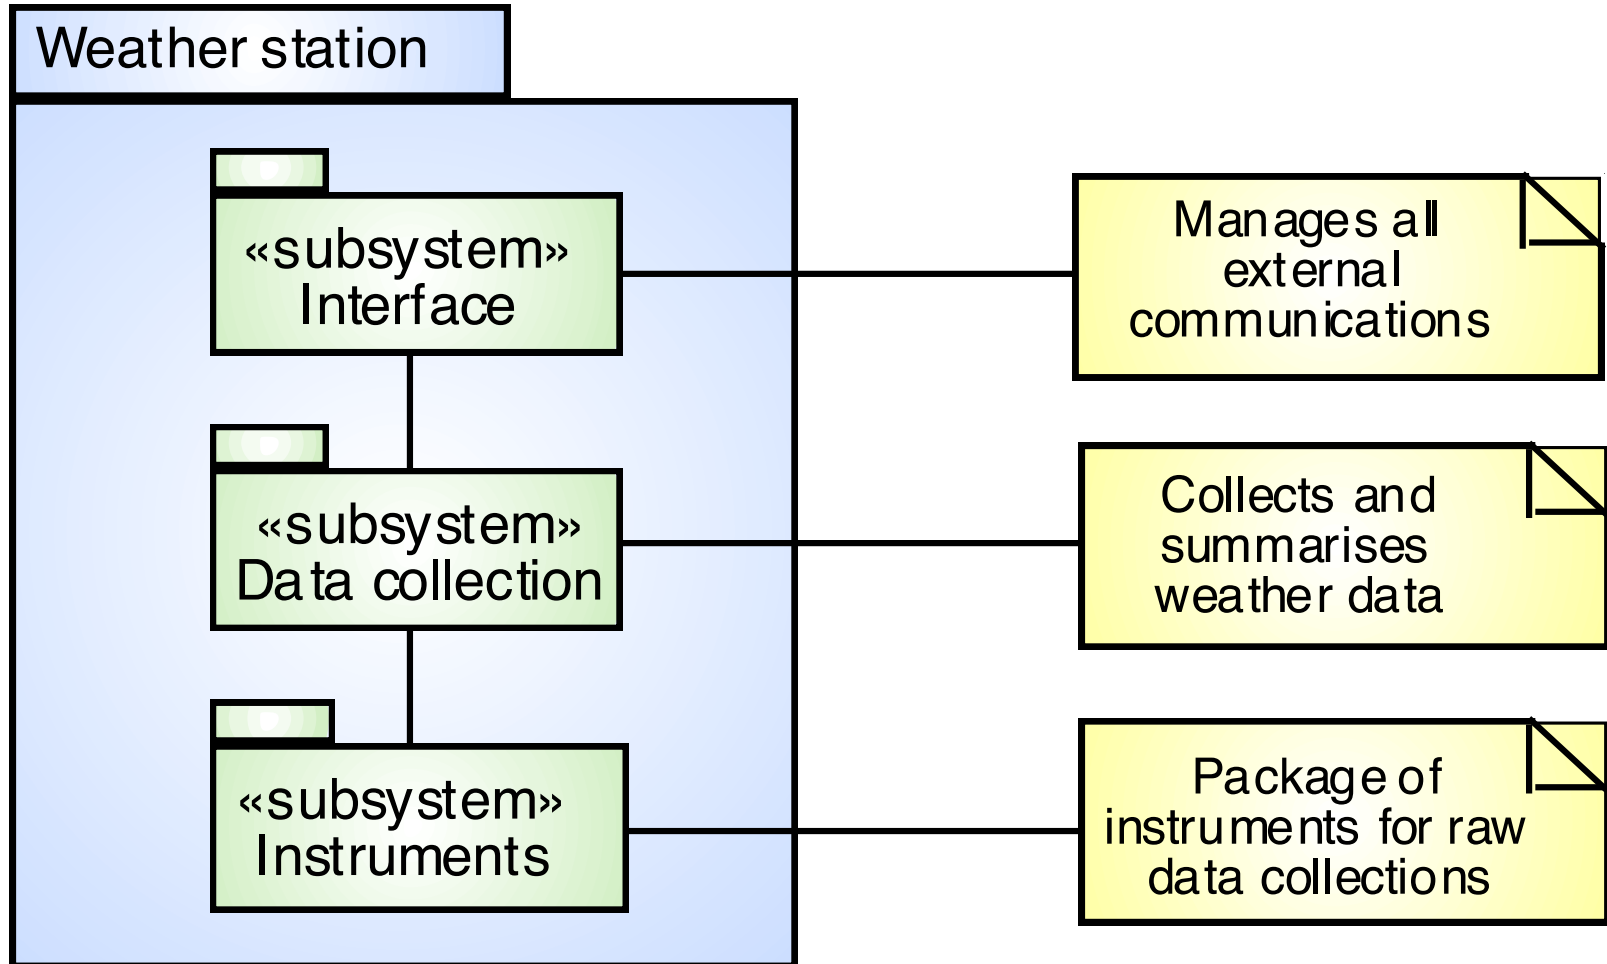 Weather station
«subsystem»
Interface
Manages all
external
communications
«subsystem»
Data collection
Collects and
summarises
weather data
«subsystem»
Instruments
Package of
instruments for raw
data collections